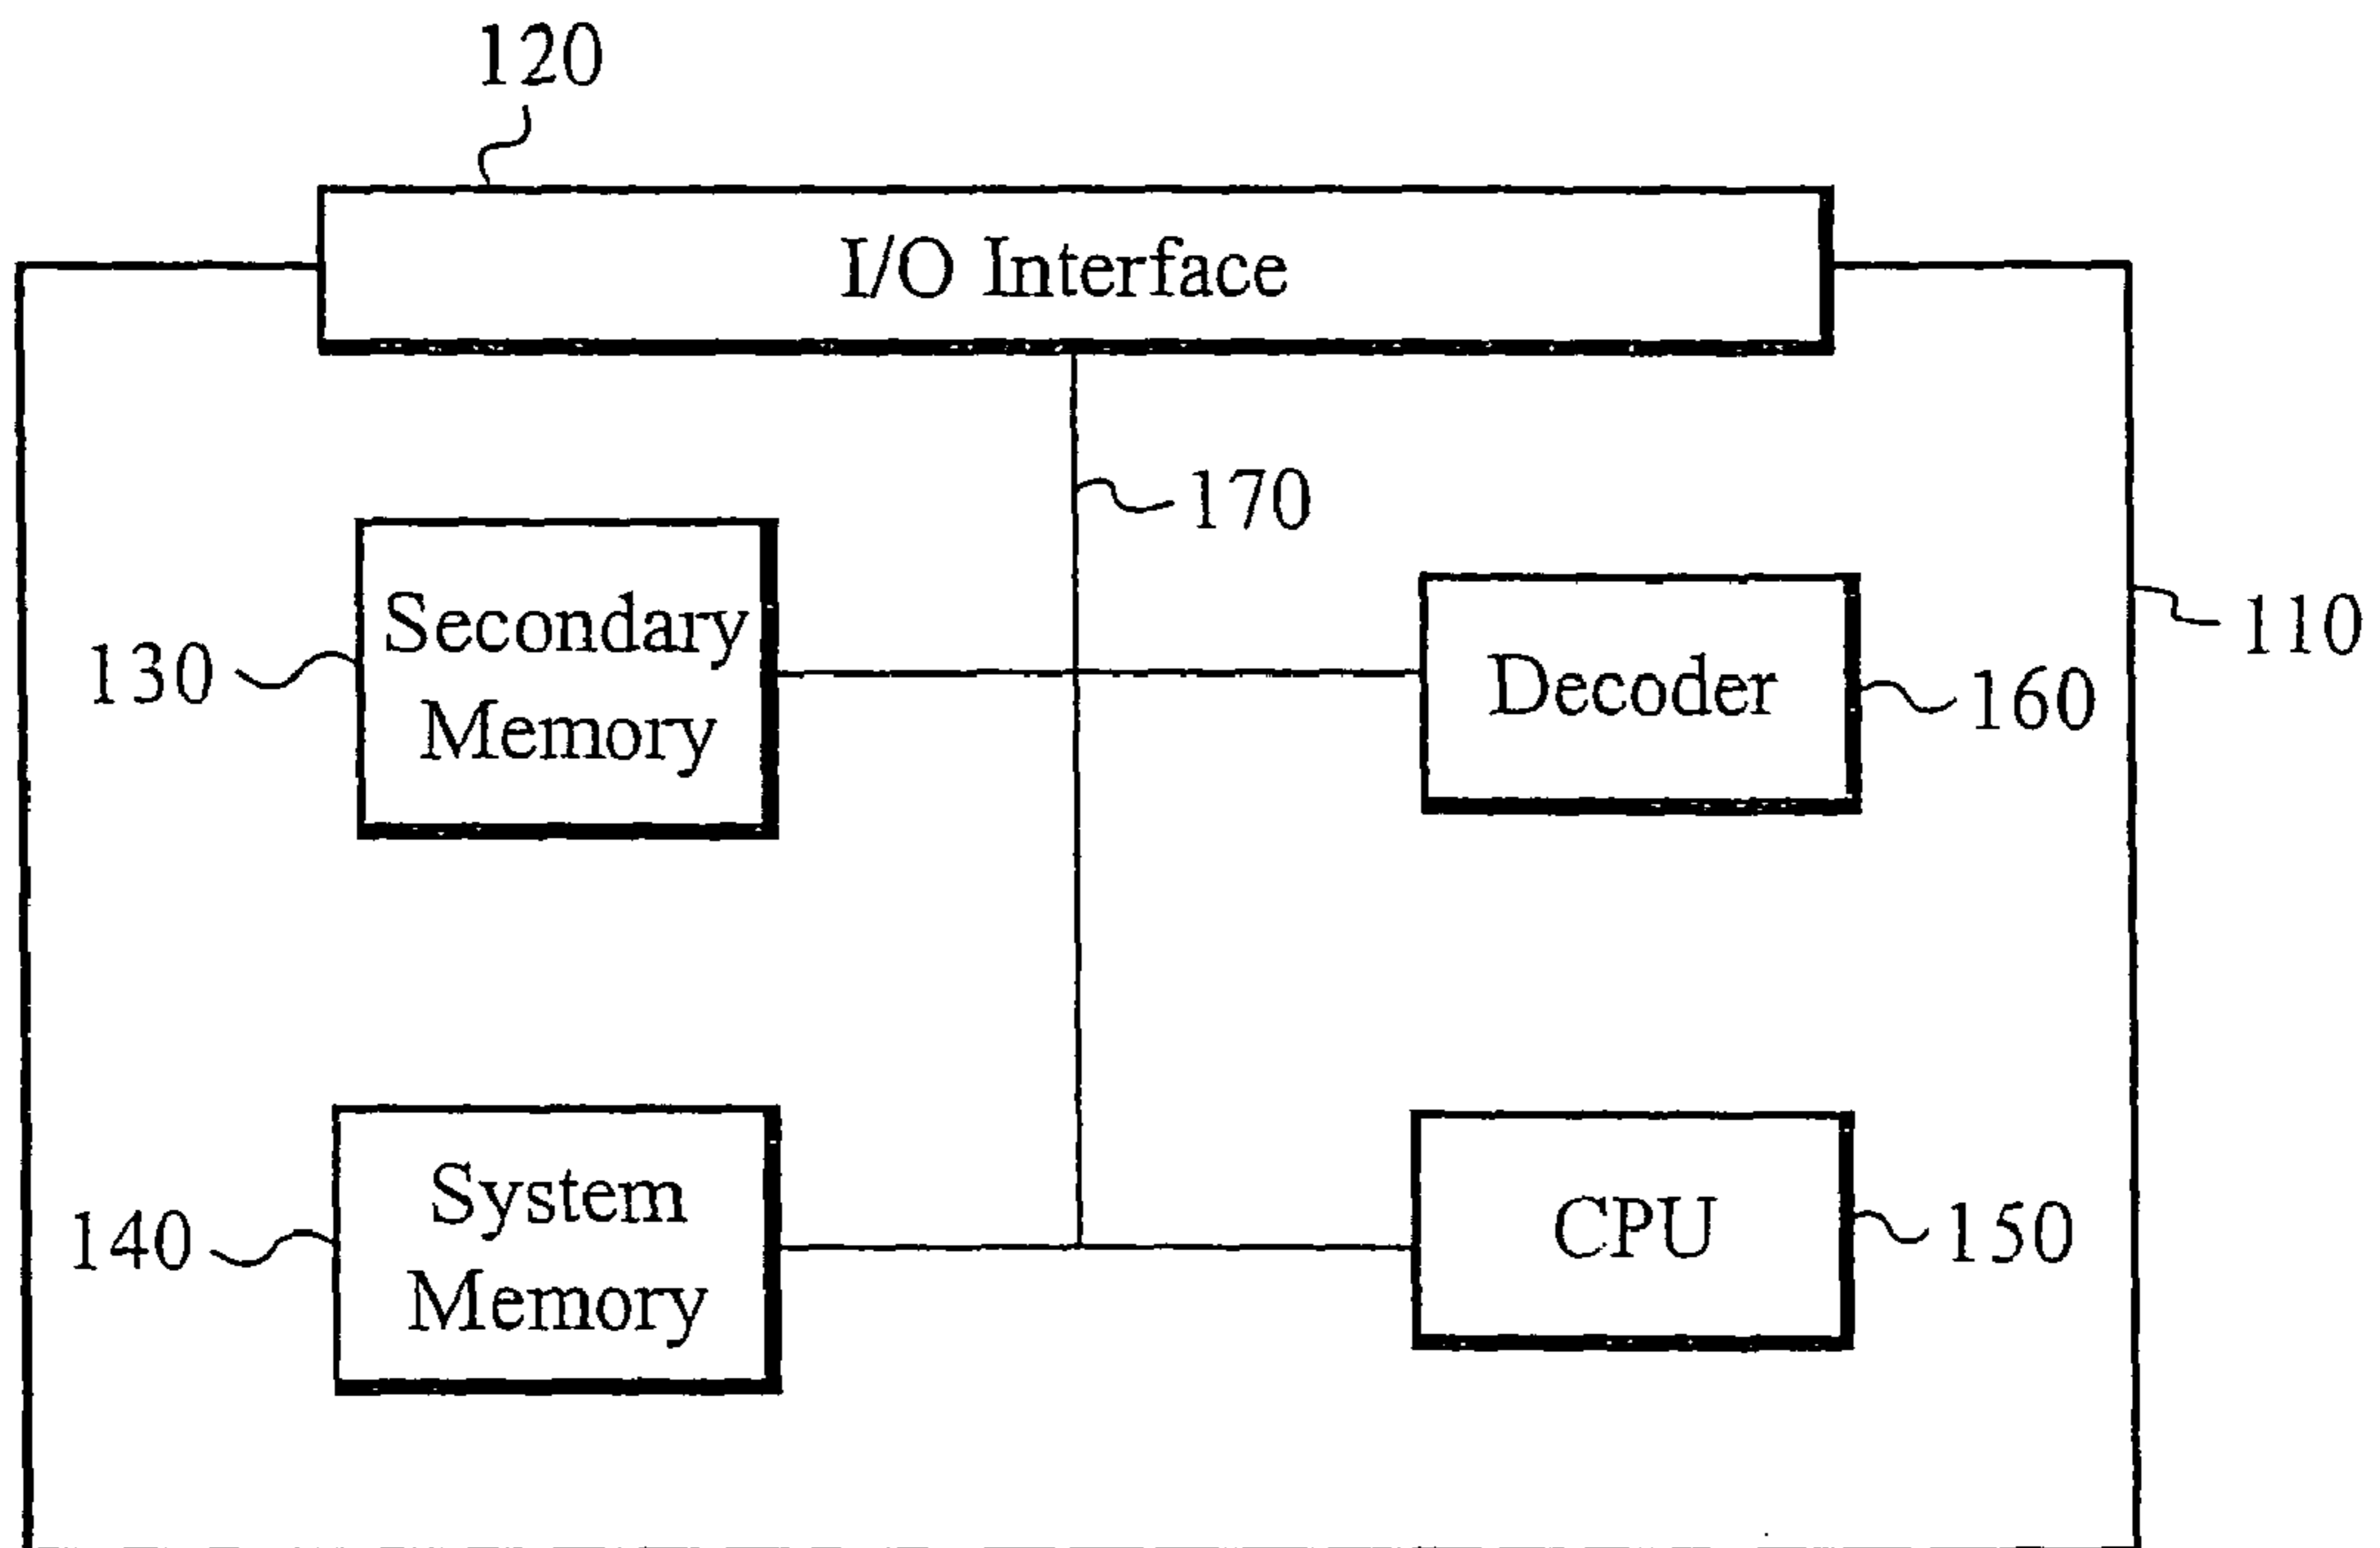 120
I/O Interface
170
Secondary
Memory
130
Decoder
160
110
System
Memory
140
CPU
150